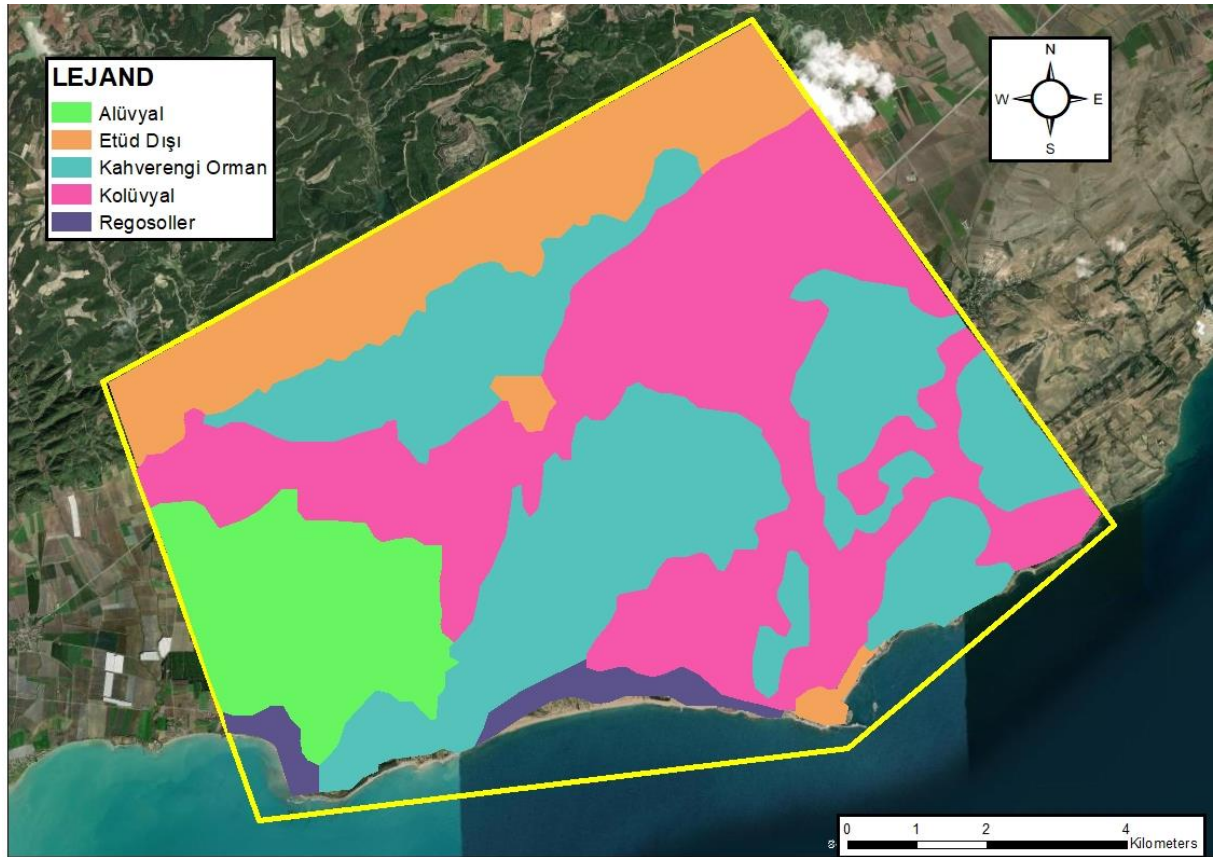 LEJAND
Alüvyal
Etüd Dışı
Kahverengi Orman
Kolüvyal
Regosoller
N
W E
S
0 1 2 4
Kilometers